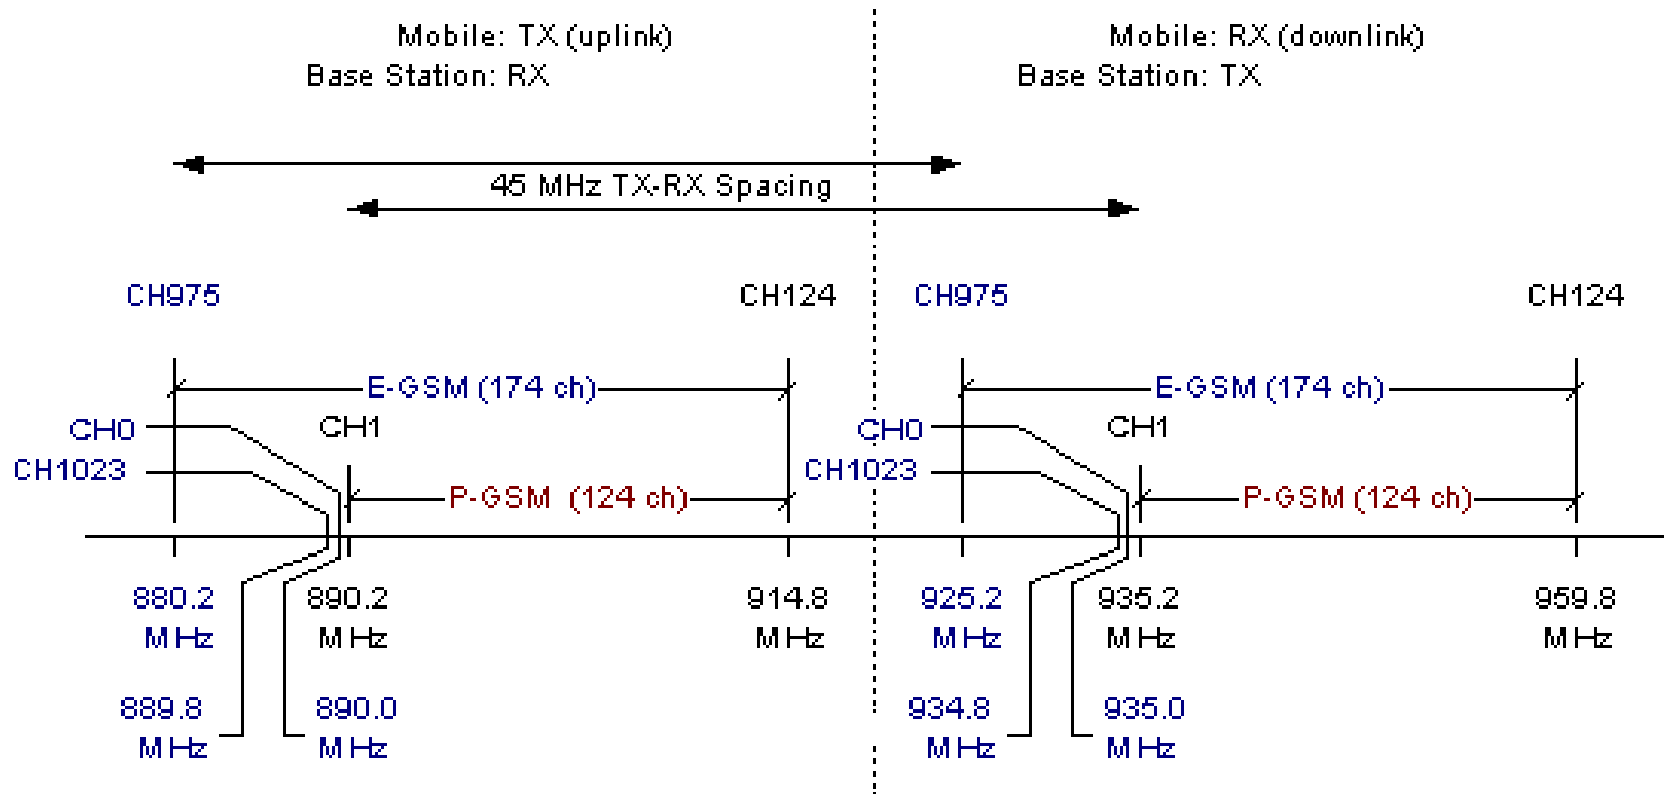 Mobile: TX (uplink)
Base Station: RX
Mobile: RX (downlink)
Base Station: TX
45 MHz TX-RX Spacing
CH975
CH124
CH975
CH124
E-GSM (174 ch)
E-GSM (174 ch)
CH0
CH1
CH0
CH1
CH1023
CH1023
P-GSM (124 ch)
P-GSM (124 ch)
880.2
MHz
890.2
MHz
914.8
MHz
925.2
MHz
935.2
MHz
959.8
MHz
889.8
MHz
890.0
MHz
934.8
MHz
935.0
MHz